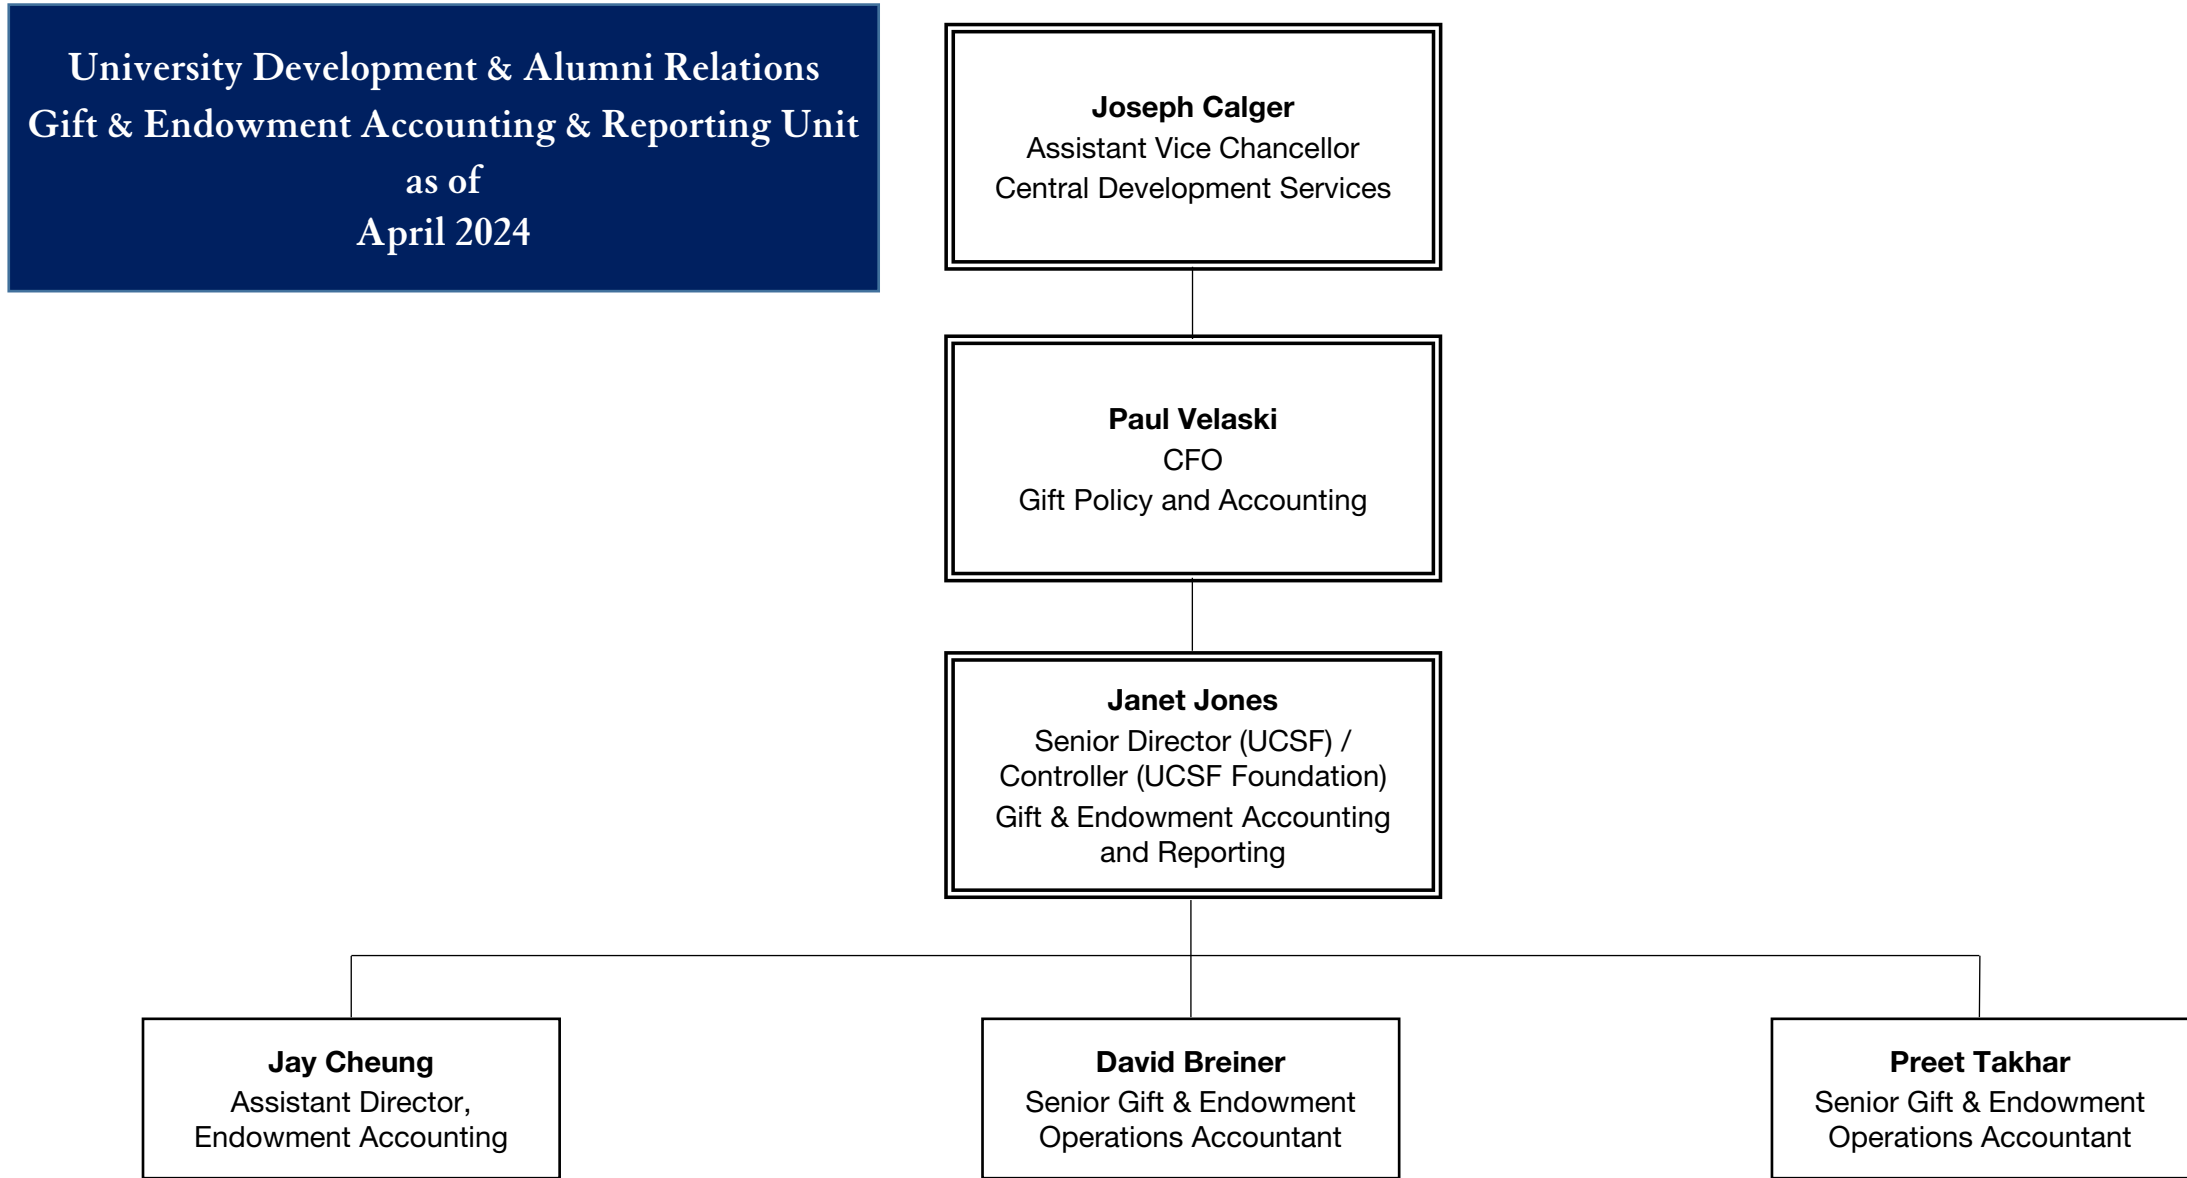 University Development & Alumni Relations
Gift & Endowment Accounting & Reporting Unit
as of
April 2024
Joseph Calger
Assistant Vice Chancellor
Central Development Services
Paul Velaski
CFO
Gift Policy and Accounting
Janet Jones
Senior Director (UCSF) /
Controller (UCSF Foundation)
Gift & Endowment Accounting
and Reporting
Jay Cheung
Assistant Director,
Endowment Accounting
David Breiner
Senior Gift & Endowment
Operations Accountant
Preet Takhar
Senior Gift & Endowment
Operations Accountant